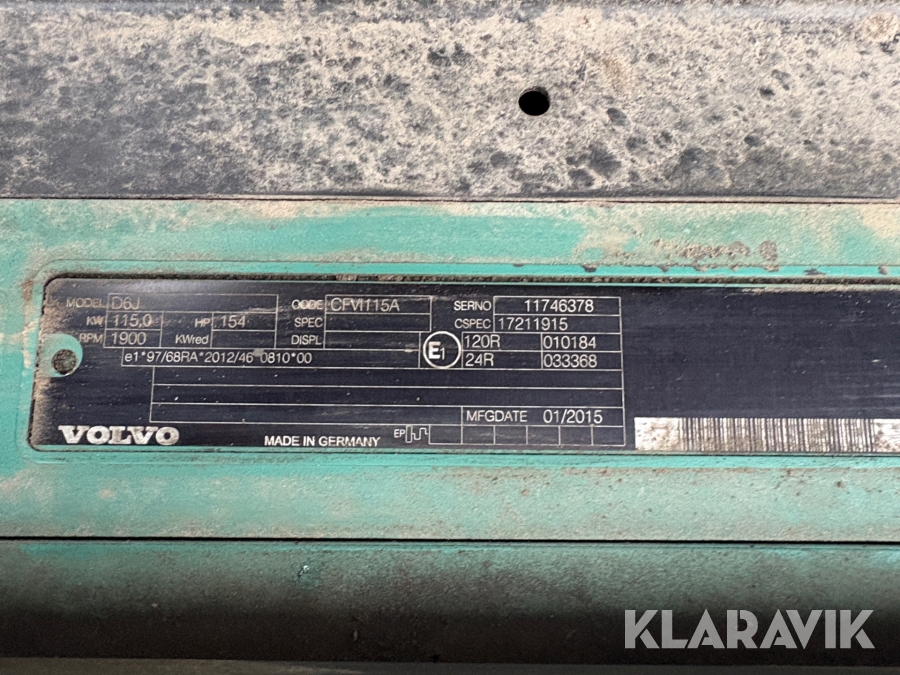 MODEL D6J CODE CFVI115A SERNO 11746378
KW 115,0 HP 154 SPEC CSPEC 17211915
RPM 1900 KWred DISPL E1 120R 010184
e1*97/68RA*2012/46*0810*00 24R 033368
MFGDATE 01/2015
VOLVO MADE IN GERMANY EP
KLARAVIK